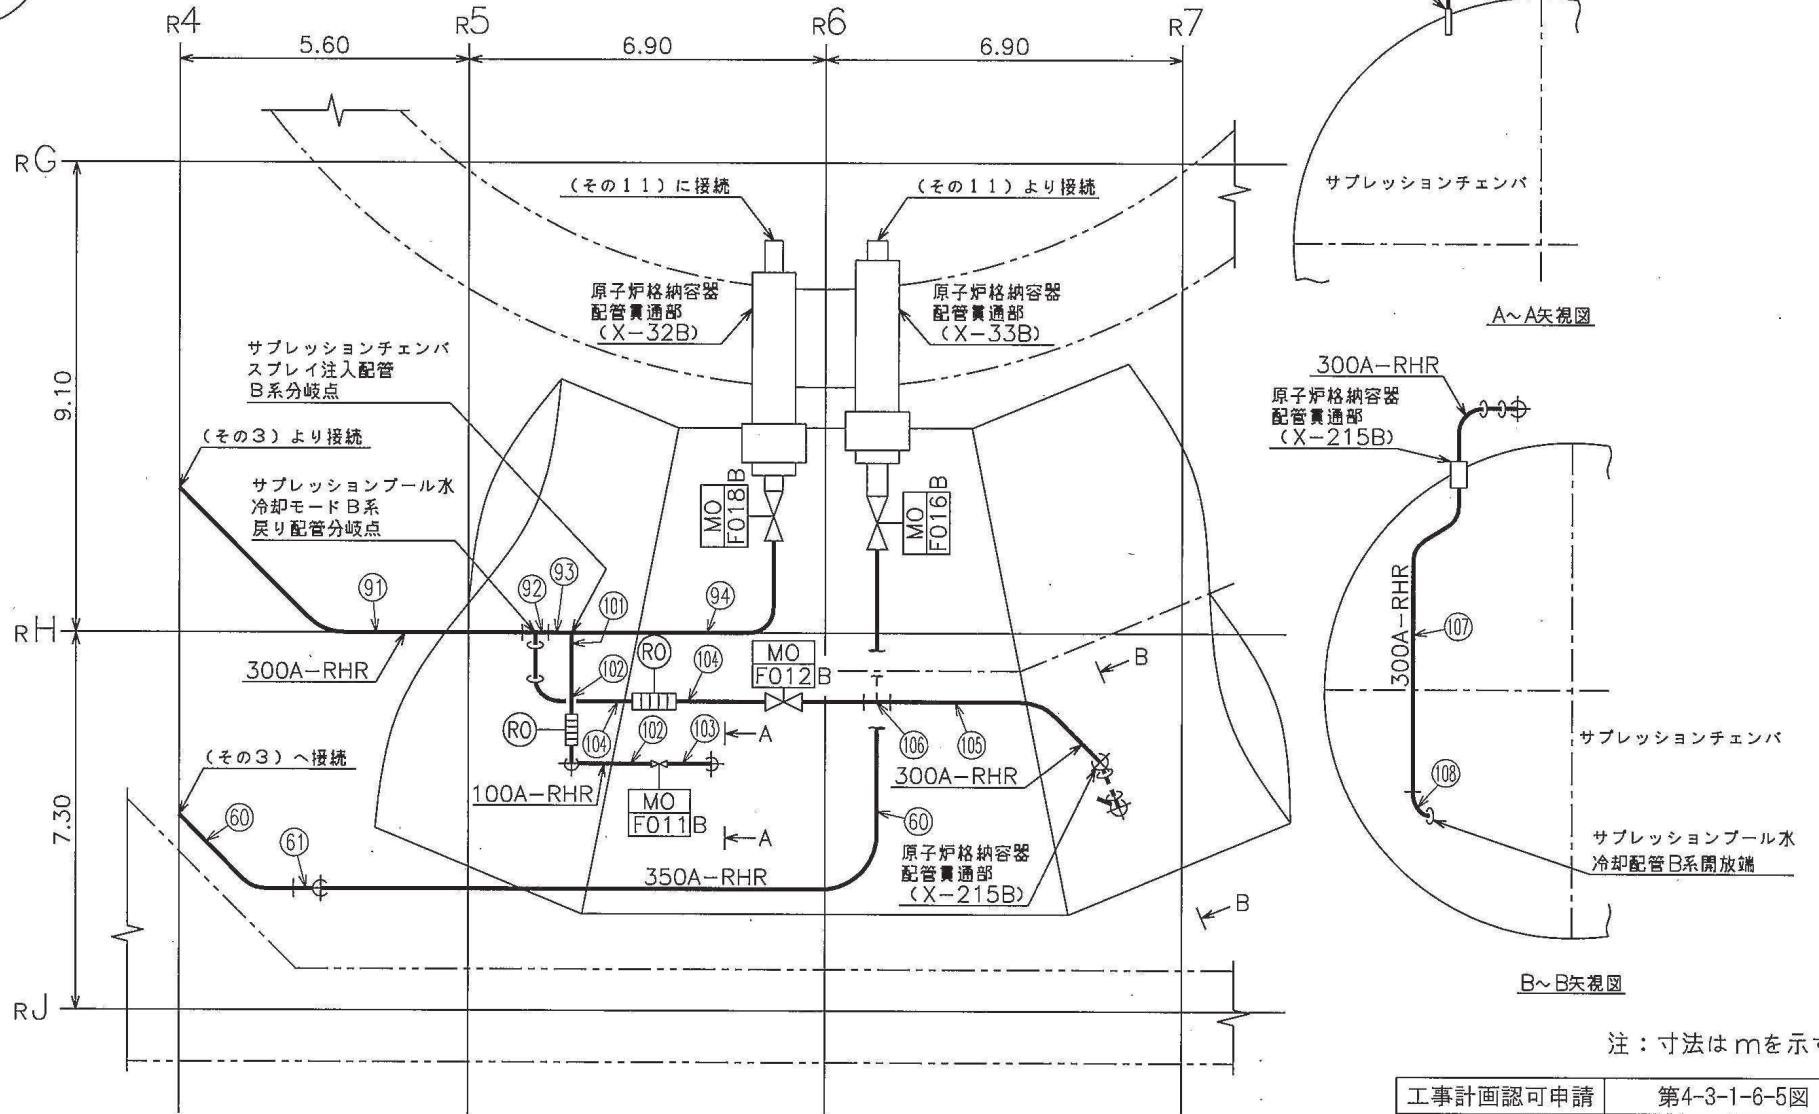 R4
R5
R6
R7
5.60
6.90
6.90
RG
(その11)に接続
(その11)より接続
サプレッションチェンバ
原子炉格納容器
配管貫通部
(X-32B)
原子炉格納容器
配管貫通部
(X-33B)
A~A矢視図
サプレッションチェンバ
スプレイ注入配管
B系分岐点
300A-RHR
原子炉格納容器
配管貫通部
(X-215B)
9.10
(その3)より接続
サプレッションプール水
冷却モードB系
戻り配管分岐点
MO
F018
B
MO
F016
B
300A-RHR
91
92
93
101
94
107
RH
300A-RHR
RO
MO
F012
B
B
102
104
RO
104
102
103
A
106
105
サプレッションチェンバ
(その3)へ接続
100A-RHR
300A-RHR
108
7.30
MO
F011
B
A
60
60
61
サプレッションプール水
冷却配管B系開放端
原子炉格納容器
配管貫通部
(X-215B)
350A-RHR
B
B~B矢視図
RJ
注:寸法はmを示す
工事計画認可申請
第4-3-1-6-5図